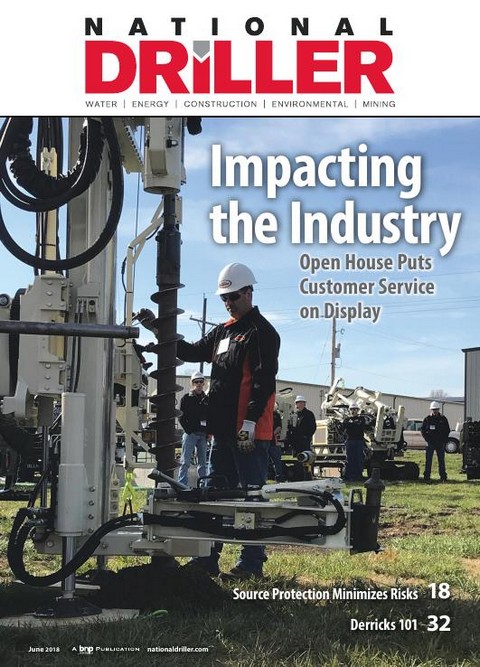 NATIONAL
DRILLER
WATER | ENERGY | CONSTRUCTION | ENVIRONMENTAL | MINING
Impacting
the Industry
Open House Puts
Customer Service
on Display
Source Protection Minimizes Risks 18
Derricks 101 32
June 2018 A bnp PUBLICATION nationaldriller.com